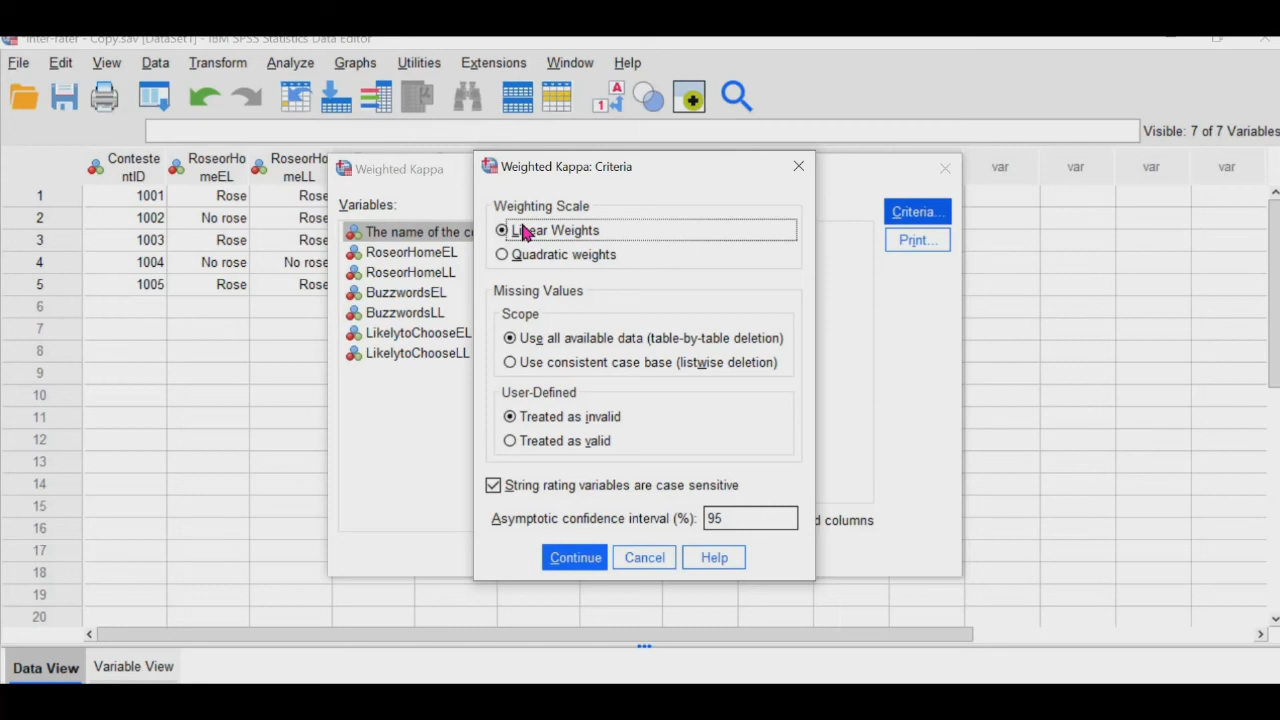 Inter-rater - Copy.sav [DataSet1] - IBM SPSS Statistics Data Editor
File Edit View Data Transform Analyze Graphs Utilities Extensions Window Help
A
1
Visible: 7 of 7 Variables
Conteste RoseorHo RoseorHo var var var var
ntID meEL meLL
1 1001 Rose Rose
2 1002 No rose Rose
3 1003 Rose Rose
4 1004 No rose No rose
5 1005 Rose Rose
6
7
8
9
10
11
12
13
14
15
16
17
18
19
20
Weighted Kappa
Variables:
The name of the
RoseorHomeEL
RoseorHomeLL
BuzzwordsEL
BuzzwordsLL
LikelytoChooseEL
LikelytoChooseLL
Criteria...
Print...
d columns
Weighted Kappa: Criteria
Weighting Scale
Linear Weights
Quadratic weights
Missing Values
Scope
Use all available data (table-by-table deletion)
Use consistent case base (listwise deletion)
User-Defined
Treated as invalid
Treated as valid
String rating variables are case sensitive
Asymptotic confidence interval (%): 95
Continue Cancel Help
Data View Variable View